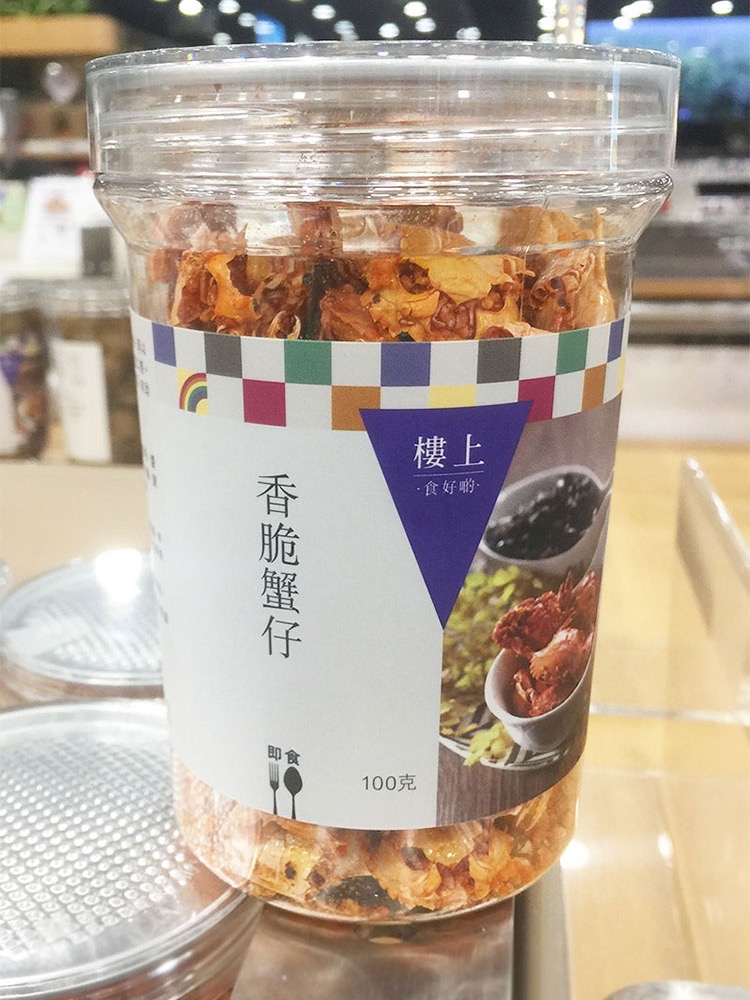 樓上
·食好啲·
香脆蟹仔
即食
100克